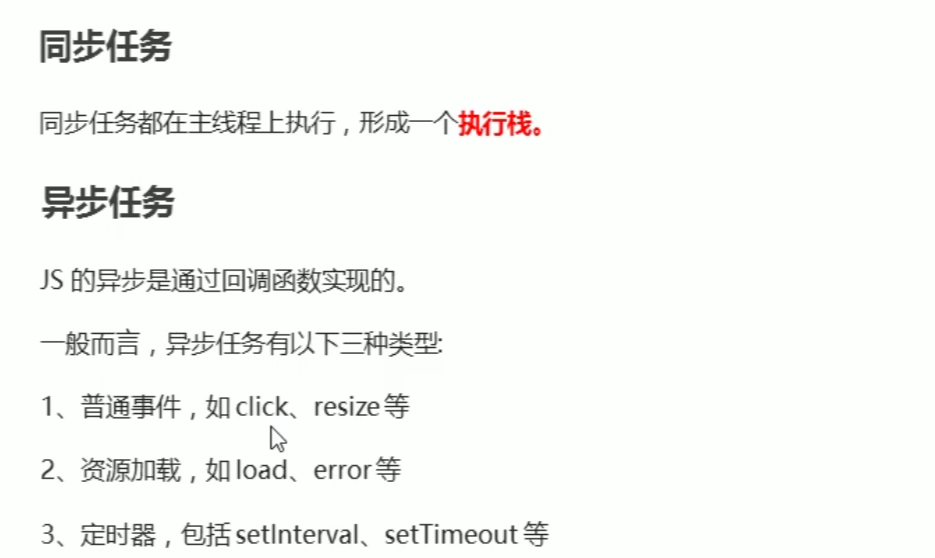 同步任务
同步任务都在主线程上执行，形成一个执行栈。
异步任务
JS 的异步是通过回调函数实现的。
一般而言，异步任务有以下三种类型:
1、普通事件，如 click、resize 等
2、资源加载，如 load、error 等
3、定时器，包括 setInterval、setTimeout 等